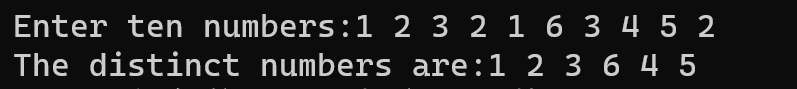 Enter ten numbers:1 2 3 2 1 6 3 4 5 2
The distinct numbers are:1 2 3 6 4 5